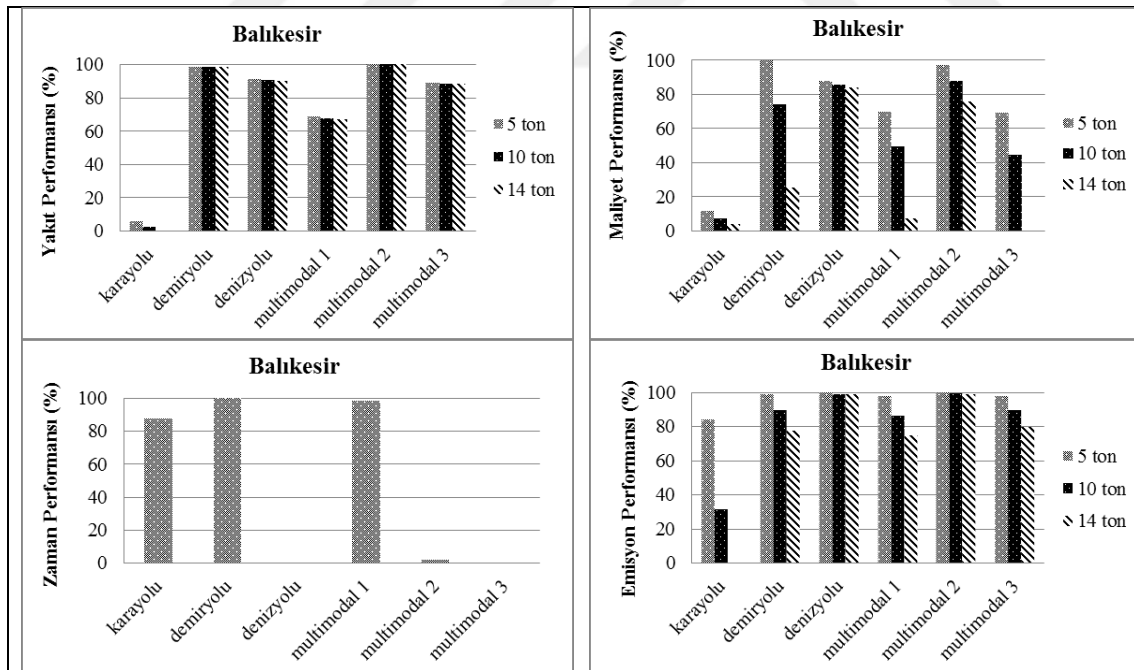 Balıkesir
Yakıt Performansı (%)
100
80
60
40
20
0
karayolu
demiryolu
denizyolu
multimodal 1
multimodal 2
multimodal 3
5 ton
10 ton
14 ton
Balıkesir
Maliyet Performansı (%)
100
80
60
40
20
0
karayolu
demiryolu
denizyolu
multimodal 1
multimodal 2
multimodal 3
5 ton
10 ton
14 ton
Balıkesir
Zaman Performansı (%)
100
80
60
40
20
0
karayolu
demiryolu
denizyolu
multimodal 1
multimodal 2
multimodal 3
Balıkesir
Emisyon Performansı (%)
100
80
60
40
20
0
karayolu
demiryolu
denizyolu
multimodal 1
multimodal 2
multimodal 3
5 ton
10 ton
14 ton